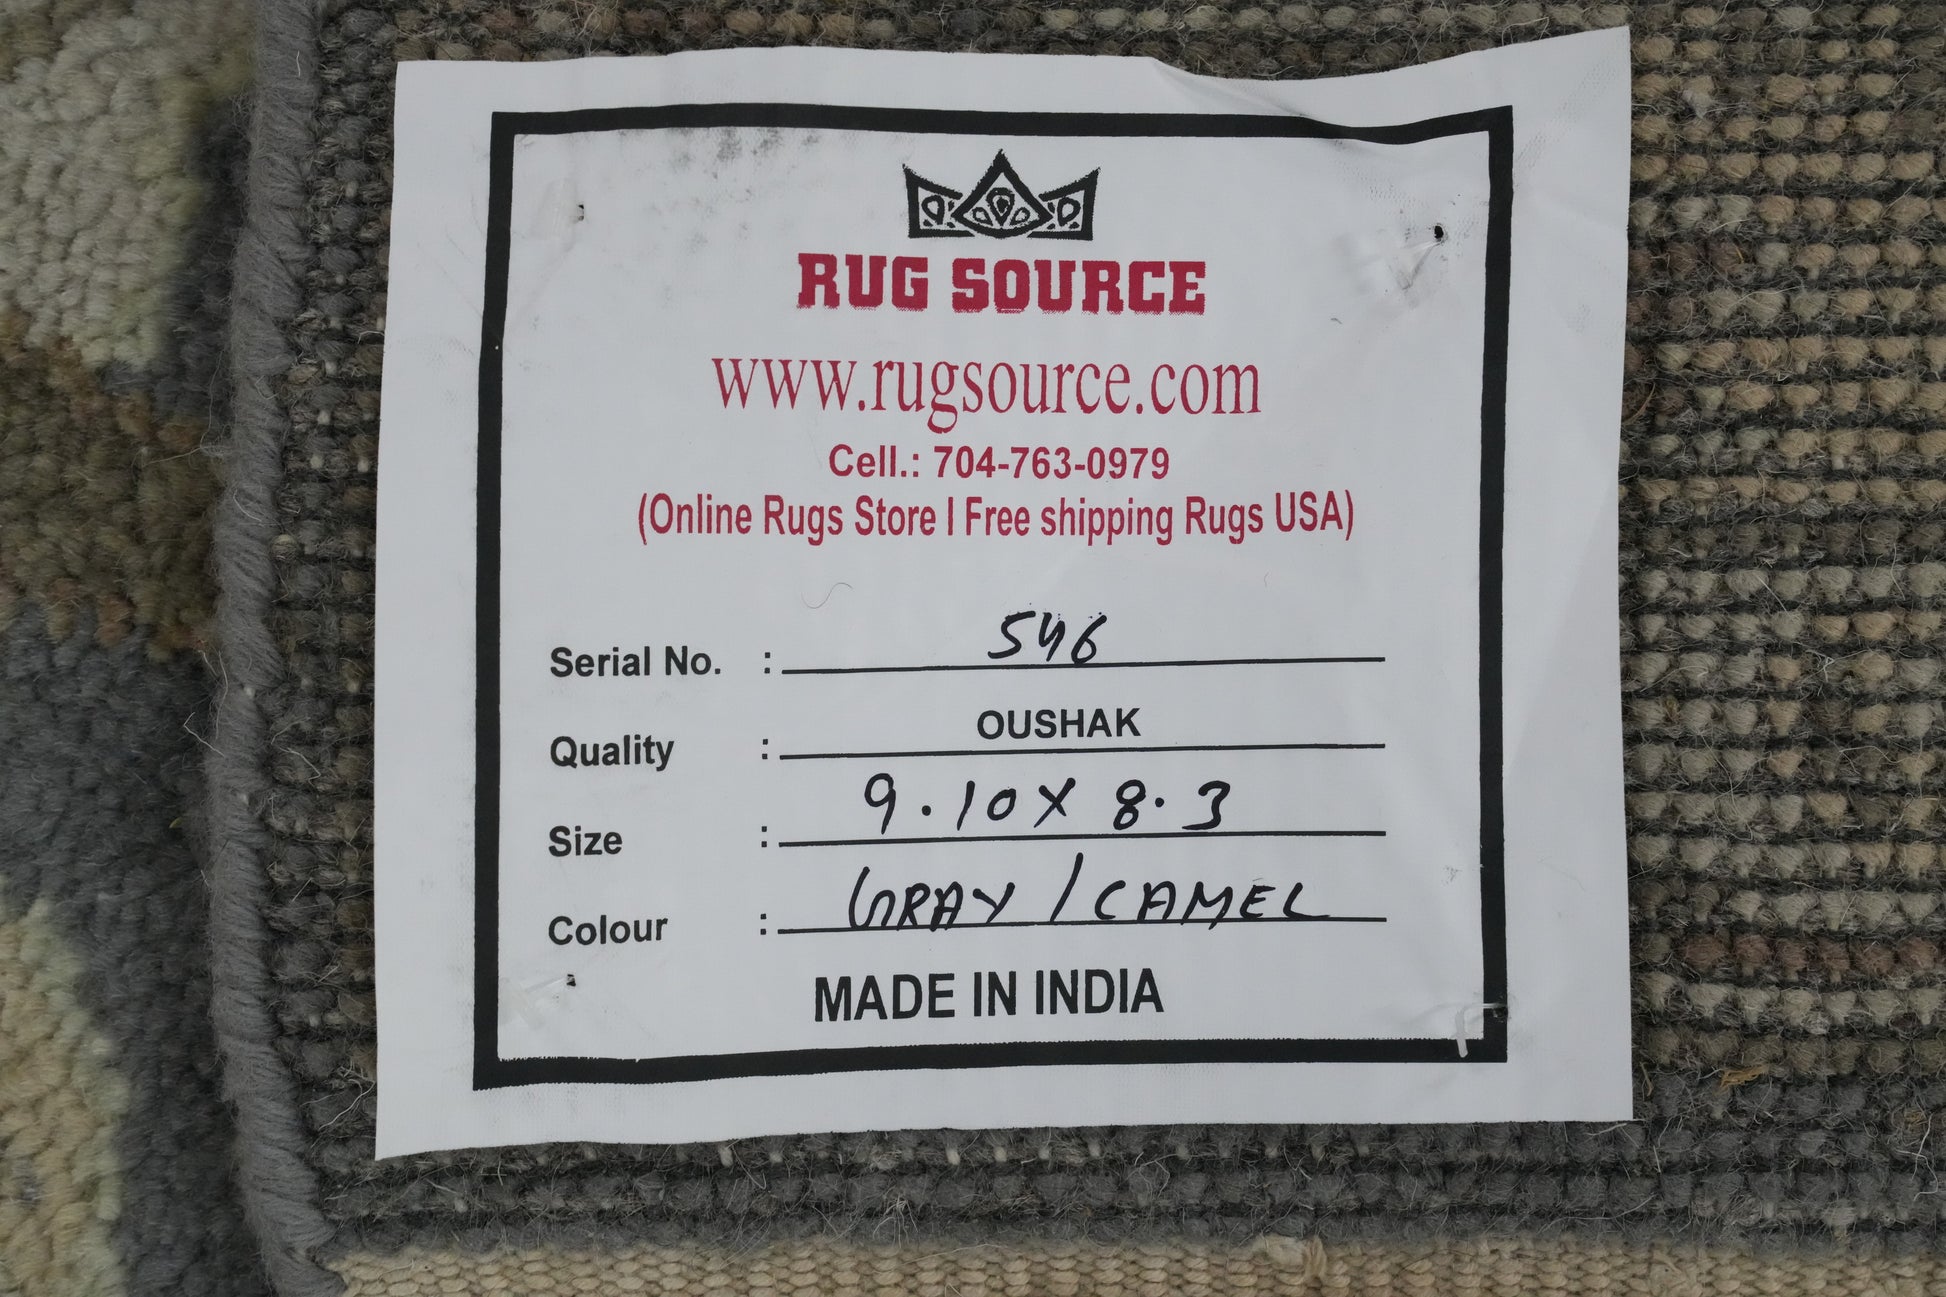 RUG SOURCE
www.rugsource.com
Cell.: 704-763-0979
(Online Rugs Store | Free shipping Rugs USA)
Serial No. : 546
Quality : OUSHAK
Size : 9.10 X 8.3
Colour : GRAY / CAMEL
MADE IN INDIA